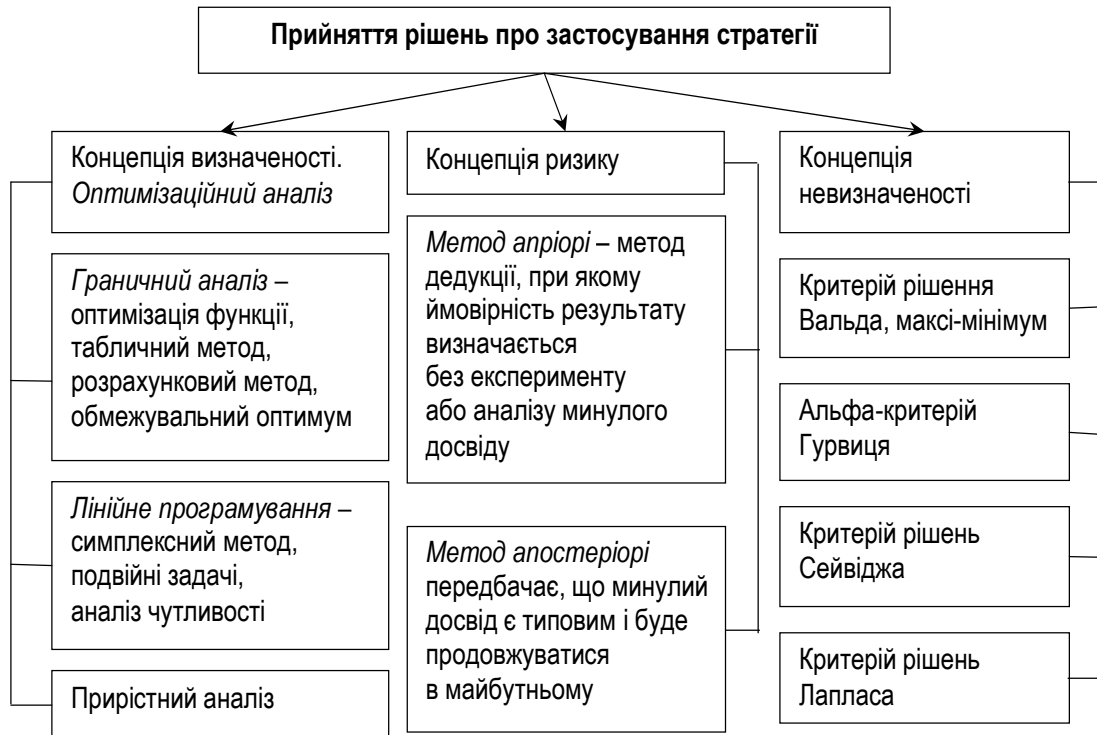 Прийняття рішень про застосування стратегії
Концепція визначеності.
Оптимізаційний аналіз
Граничний аналіз –
оптимізація функції,
табличний метод,
розрахунковий метод,
обмежувальний оптимум
Лінійне програмування –
симплексний метод,
подвійні задачі,
аналіз чутливості
Прирістний аналіз
Концепція ризику
Метод апріорі – метод
дедукції, при якому
ймовірність результату
визначається
без експерименту
або аналізу минулого
досвіду
Метод апостеріорі
передбачає, що минулий
досвід є типовим і буде
продовжуватися
в майбутньому
Концепція
невизначеності
Критерій рішення
Вальда, максі-мінімум
Альфа-критерій
Гурвиця
Критерій рішень
Сейвіджа
Критерій рішень
Лапласа